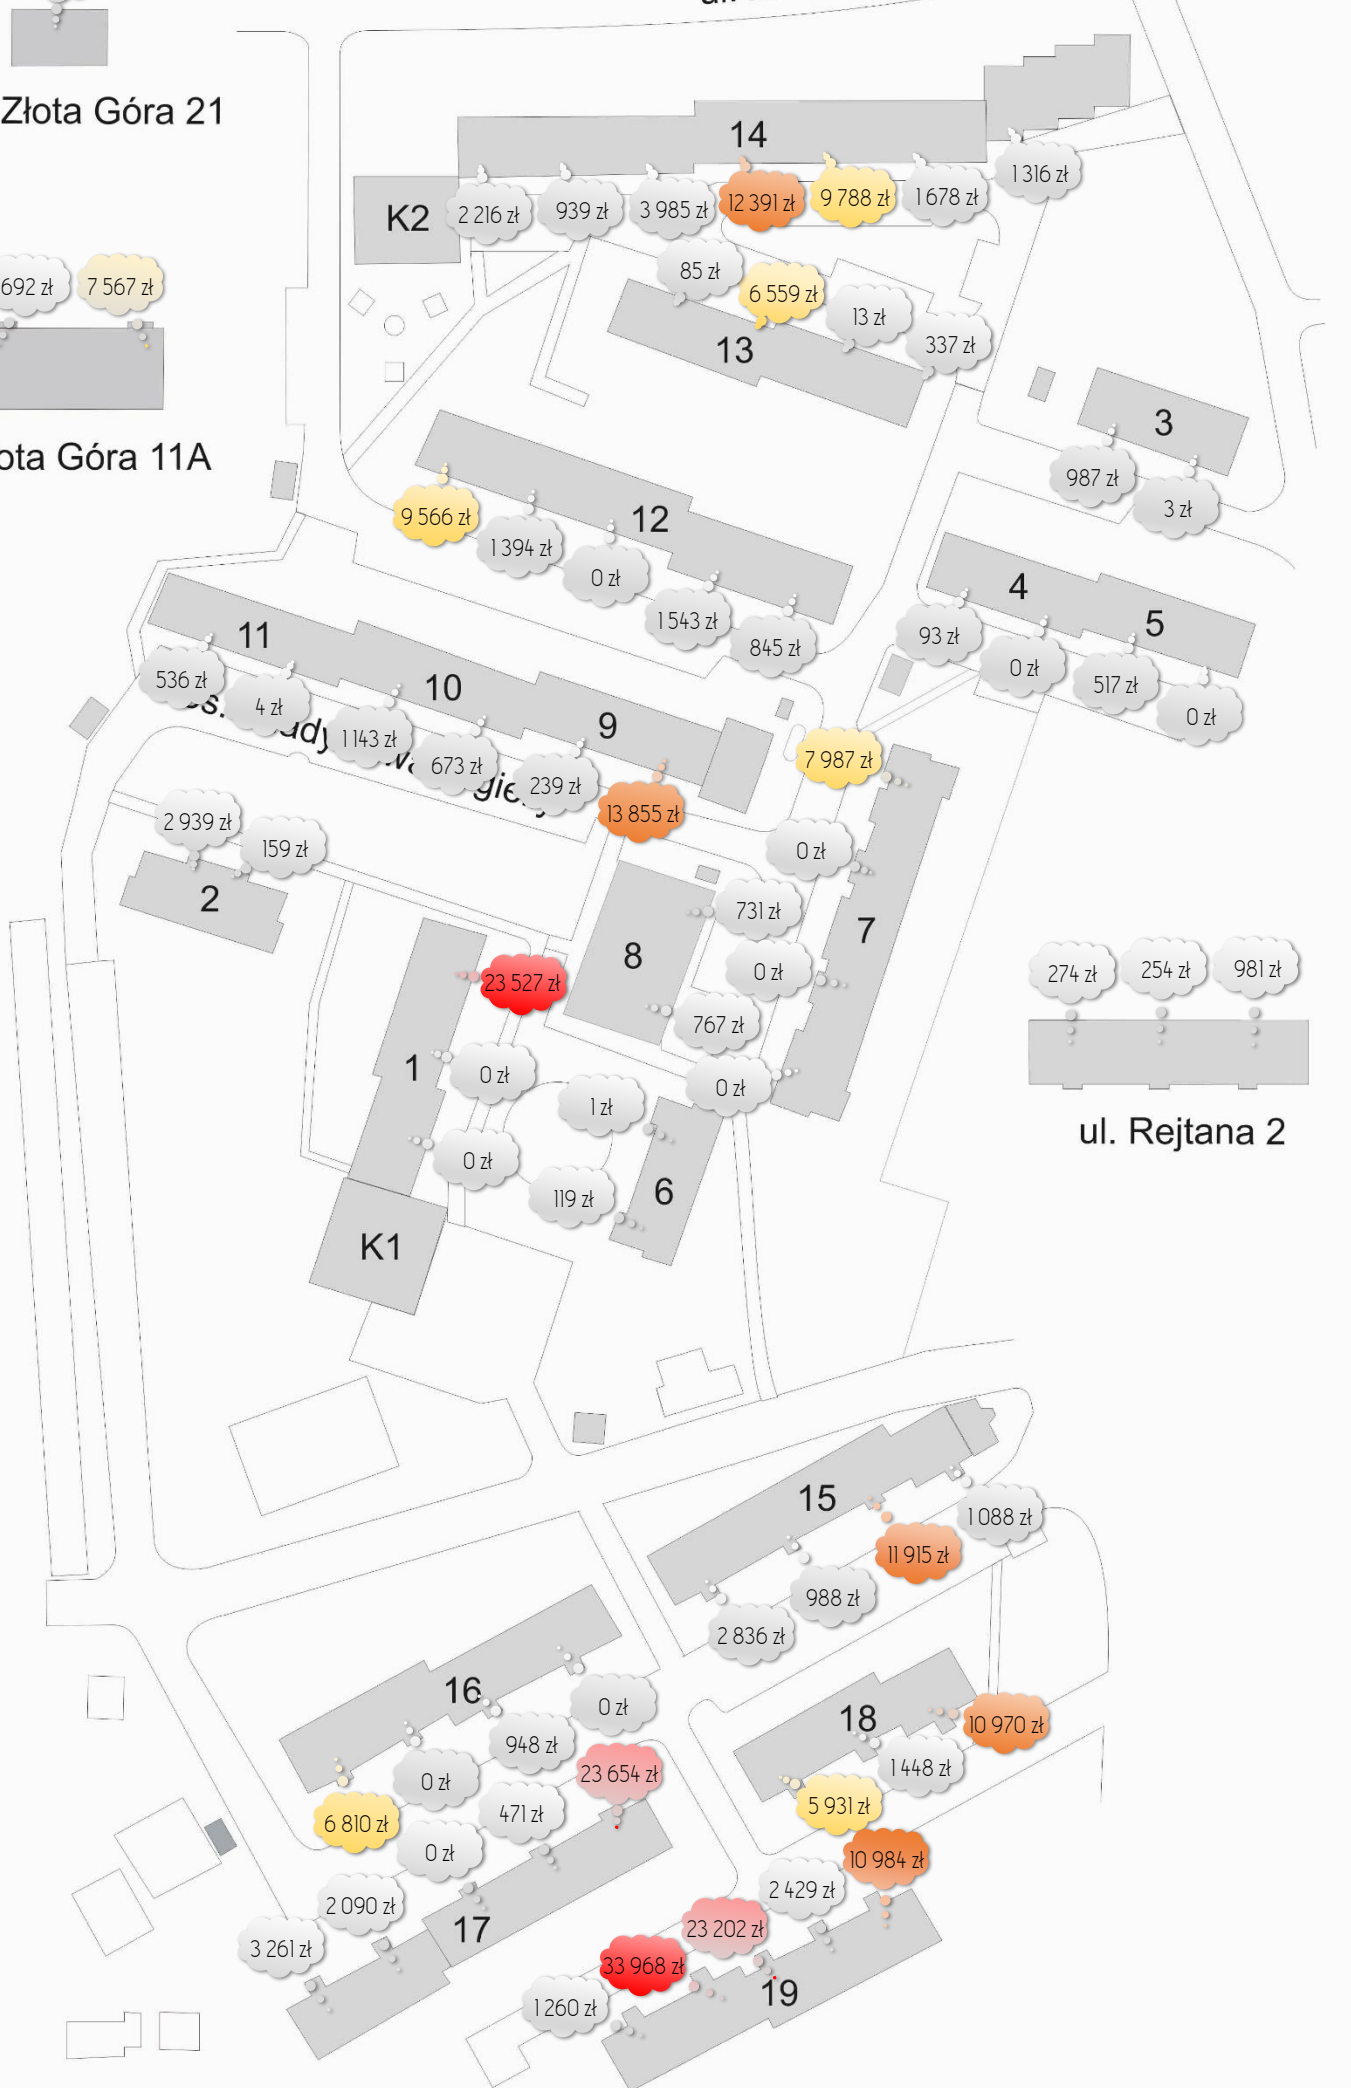 Złota Góra 21
14
1 316 zł
K2
2 216 zł
939 zł
3 985 zł
12 391 zł
9 788 zł
1 678 zł
692 zł
7 567 zł
85 zł
6 559 zł
13 zł
337 zł
13
ota Góra 11A
3
987 zł
3 zł
12
9 566 zł
1 394 zł
0 zł
1 543 zł
845 zł
4
5
93 zł
0 zł
517 zł
0 zł
11
10
9
536 zł
4 zł
1 143 zł
673 zł
239 zł
13 855 zł
7 987 zł
2 939 zł
159 zł
2
0 zł
731 zł
7
8
0 zł
767 zł
0 zł
23 527 zł
1
0 zł
0 zł
1 zł
119 zł
6
K1
274 zł
254 zł
981 zł
ul. Rejtana 2
15
1 088 zł
11 915 zł
988 zł
2 836 zł
16
0 zł
948 zł
0 zł
6 810 zł
18
10 970 zł
1 448 zł
5 931 zł
23 654 zł
471 zł
0 zł
2 090 zł
3 261 zł
17
10 984 zł
2 429 zł
23 202 zł
33 968 zł
1 260 zł
19